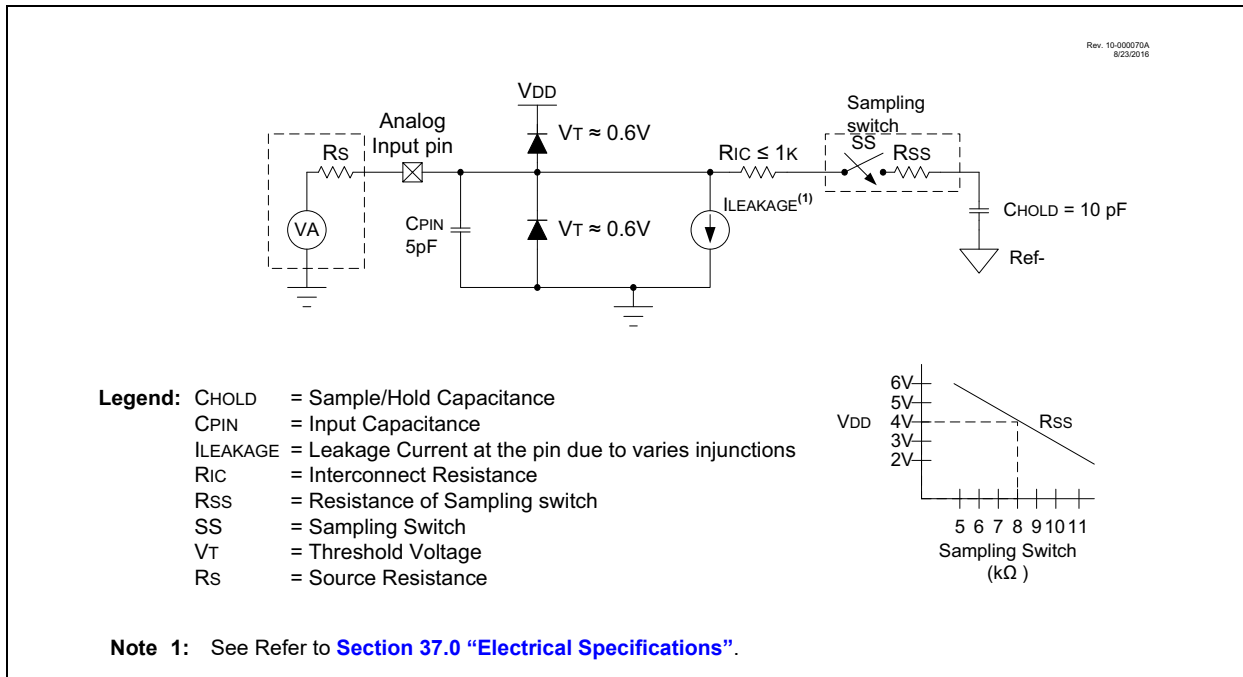 Rev. 10-000070A
8/23/2016
VDD
Sampling
switch
Analog
Input pin
VT ≈ 0.6V
SS
RS
RIC ≤ 1K
RSS
VA
CPIN
5pF
VT ≈ 0.6V
ILEAKAGE(1)
CHOLD = 10 pF
Ref-
Legend: CHOLD = Sample/Hold Capacitance
CPIN = Input Capacitance
ILEAKAGE = Leakage Current at the pin due to varies injunctions
RIC = Interconnect Resistance
RSS = Resistance of Sampling switch
SS = Sampling Switch
VT = Threshold Voltage
RS = Source Resistance
6V
5V
VDD 4V RSS
3V
2V
5 6 7 8 9 10 11
Sampling Switch
(kΩ )
Note 1: See Refer to Section 37.0 “Electrical Specifications”.